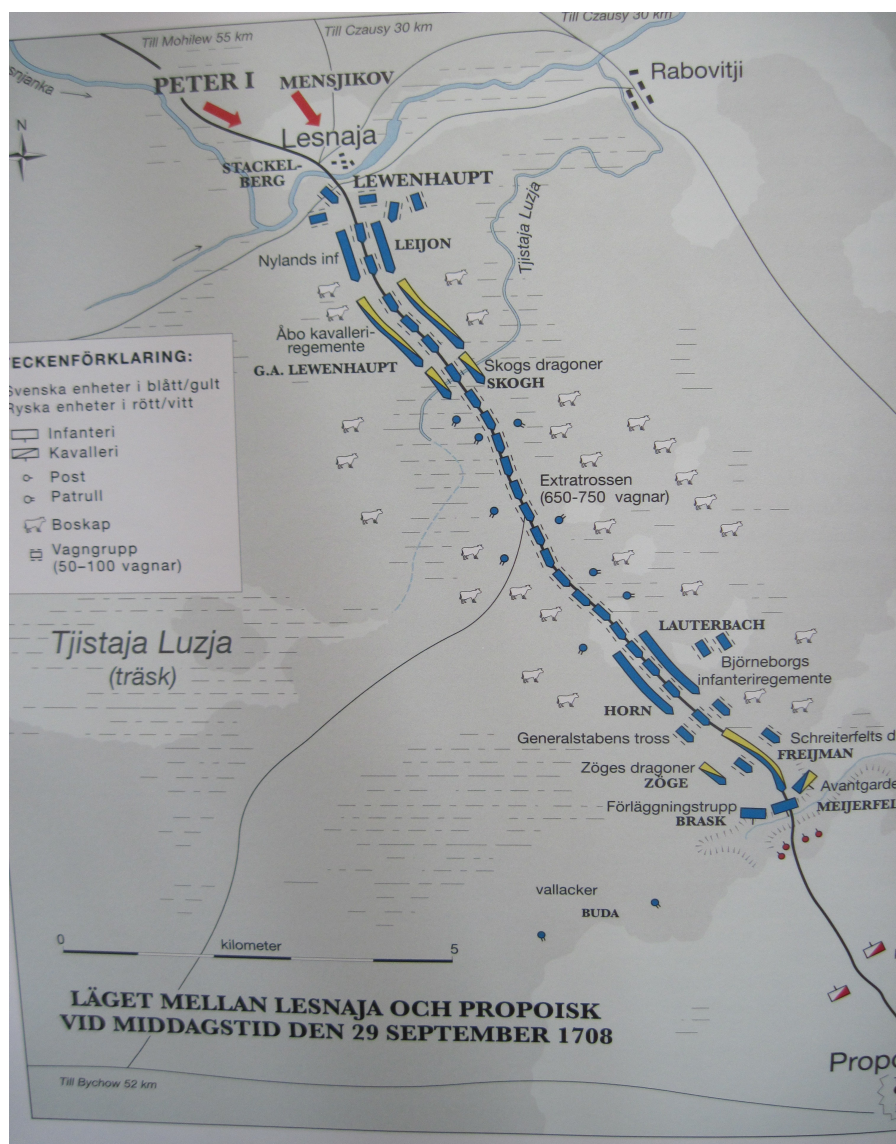 Till Mohilew 55 km
Till Czausy 30 km
Till Czausy 30 km
snjanka
PETER I
MENSJIKOV
Rabovitji
N
Lesnaja
STACKEL-
BERG
LEWENHAUPT
Tjistaja Luzja
LEIJON
Nylands inf
Åbo kavalleri-
regemente
G.A. LEWENHAUPT
Skogs dragoner
SKOGH
TECKENFÖRKLARING:
Svenska enheter i blått/gult
Ryska enheter i rött/vitt
Infanteri
Kavalleri
Post
Patrull
Boskap
Vagngrupp
(50–100 vagnar)
Extratrossen
(650-750 vagnar)
Tjistaja Luzja
(träsk)
LAUTERBACH
Björneborgs
infanteriregemente
HORN
Generalstabens tross
Schreiterfelts d
FREIJMAN
Zöges dragoner
ZÖGE
Avantgarde
MEIJERFEL
Förläggningstrupp
BRASK
vallacker
BUDA
0 kilometer 5
LÄGET MELLAN LESNAJA OCH PROPOISK
VID MIDDAGSTID DEN 29 SEPTEMBER 1708
Propo
Till Bychow 52 km